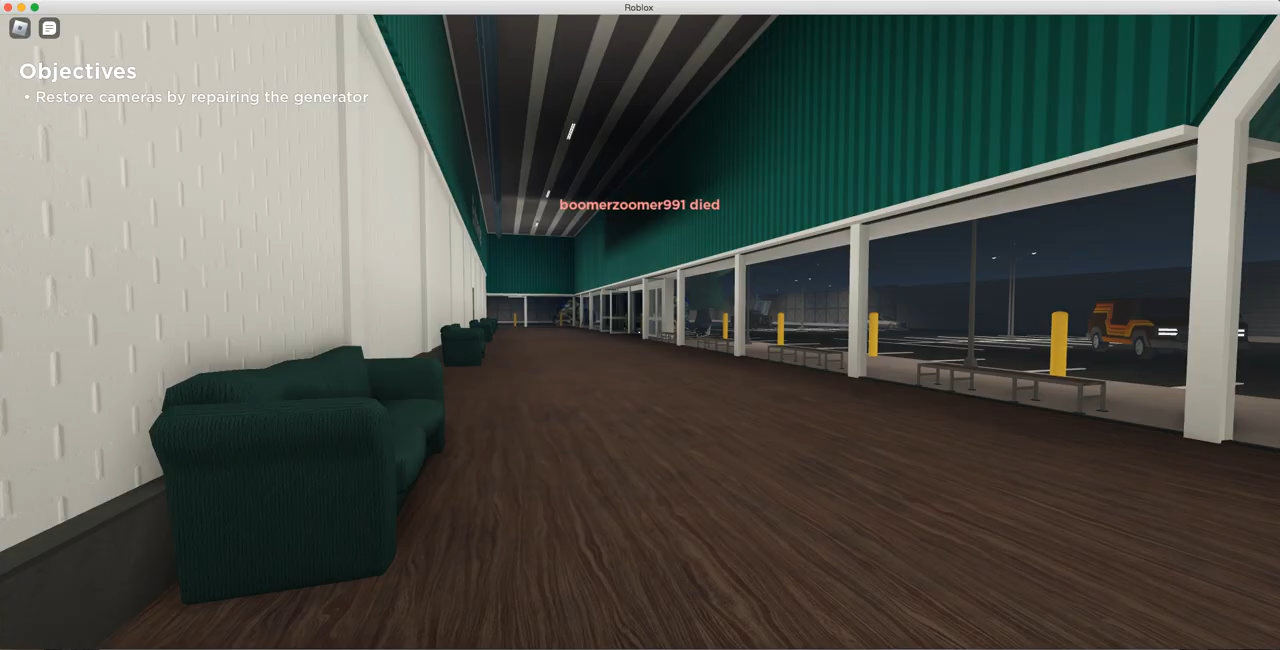 Roblox
Objectives
• Restore cameras by repairing the generator
boomerzoomer991 died